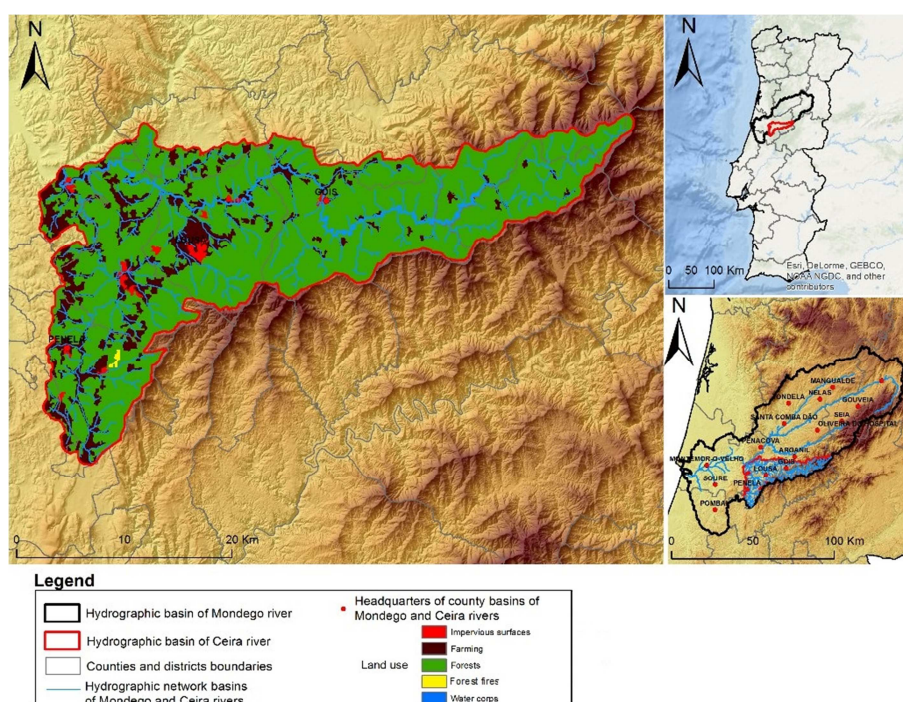 N
GOIS
PENELA
0 10 20 Km
N
Esri, DeLorme, GEBCO,
NOAA NGDC, and other
contributors
0 50 100 Km
N
MANGUALDE
NELAS
TONDELA
GOUVEIA
SEIA
SANTA COMBA DÃO
OLIVEIRA DO HOSPITAL
PENACOVA
ARGANIL
MONTEMOR-O-VELHO
GOIS
LOUSA
SOURE
PENELA
POMBAL
0 50 100 Km
Legend
Hydrographic basin of Mondego river
Hydrographic basin of Ceira river
Counties and districts boundaries
Hydrographic network basins
of Mondego and Ceira rivers
Headquarters of county basins of
Mondego and Ceira rivers
Land use
Impervious surfaces
Farming
Forests
Forest fires
Water corps